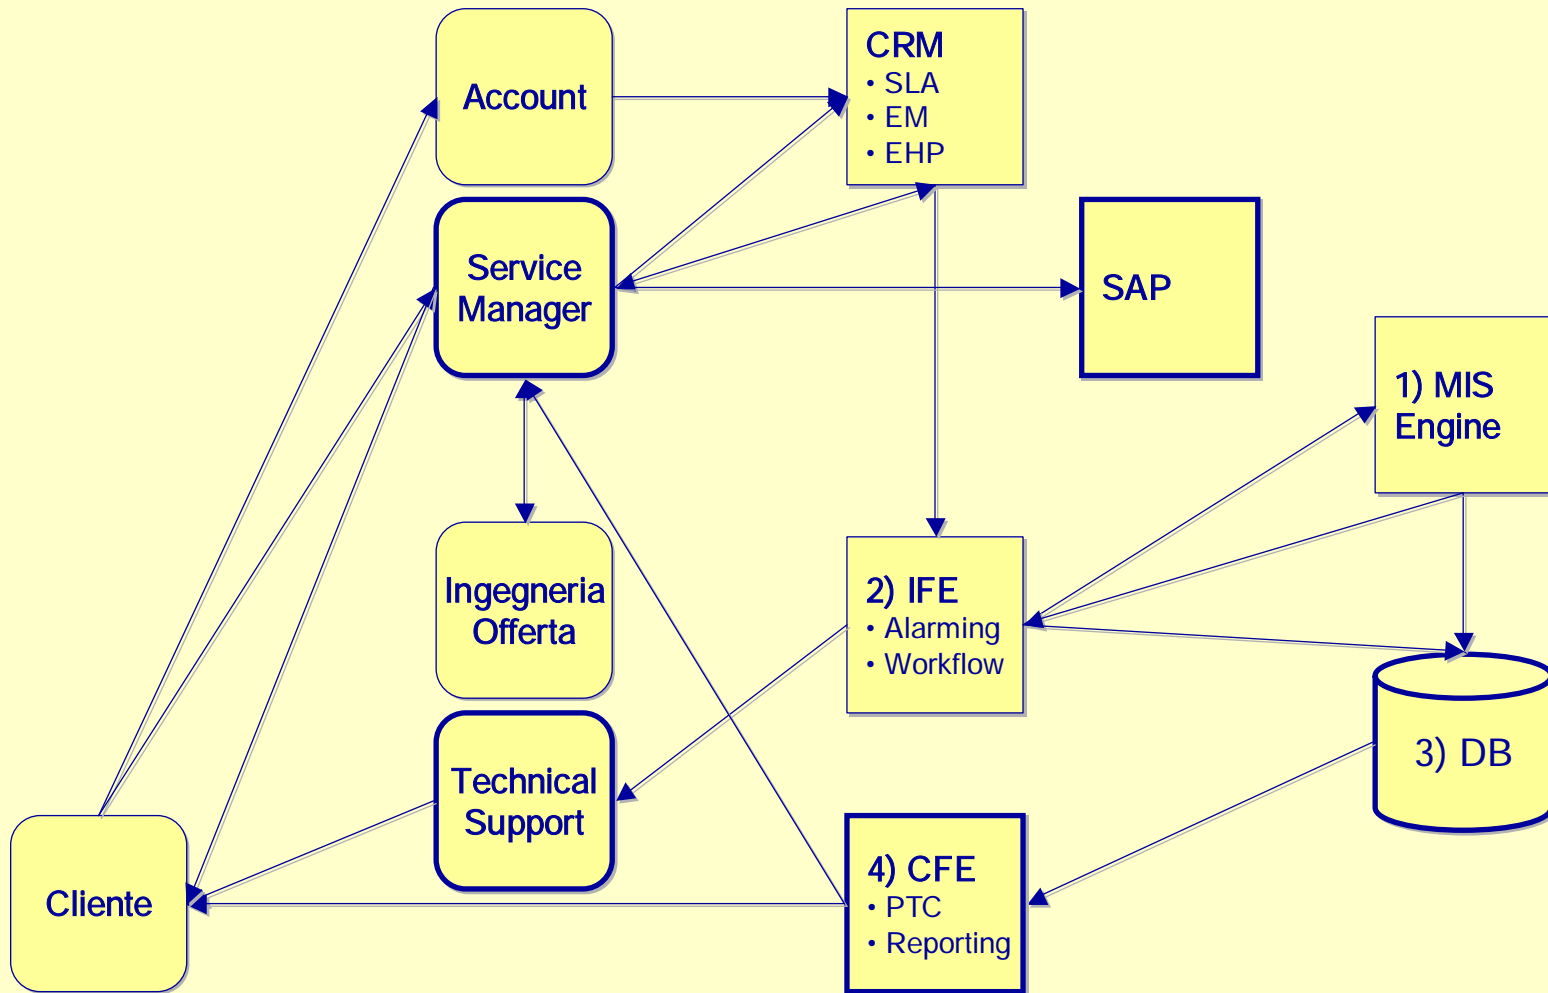 Account
CRM
• SLA
• EM
• EHP
Service
Manager
SAP
1) MIS
Engine
Ingegneria
Offerta
2) IFE
• Alarming
• Workflow
Technical
Support
3) DB
Cliente
4) CFE
• PTC
• Reporting